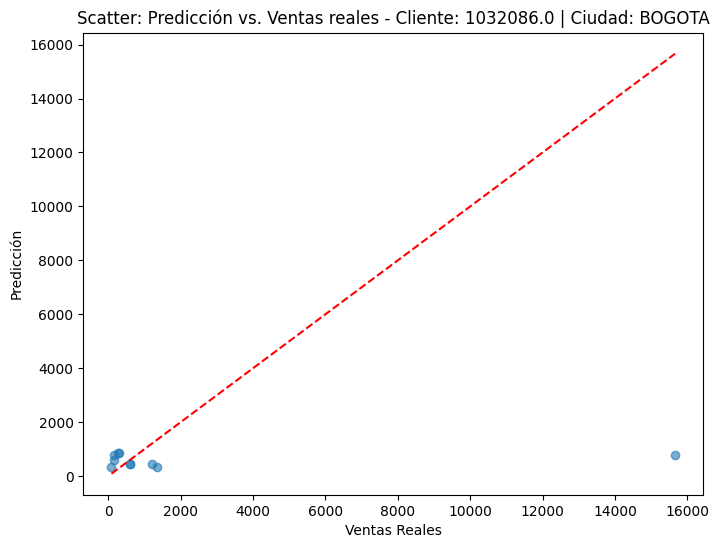 Scatter: Predicción vs. Ventas reales - Cliente: 1032086.0 | Ciudad: BOGOTA
16000
14000
12000
10000
8000
6000
4000
2000
0
Predicción
0 2000 4000 6000 8000 10000 12000 14000 16000
Ventas Reales